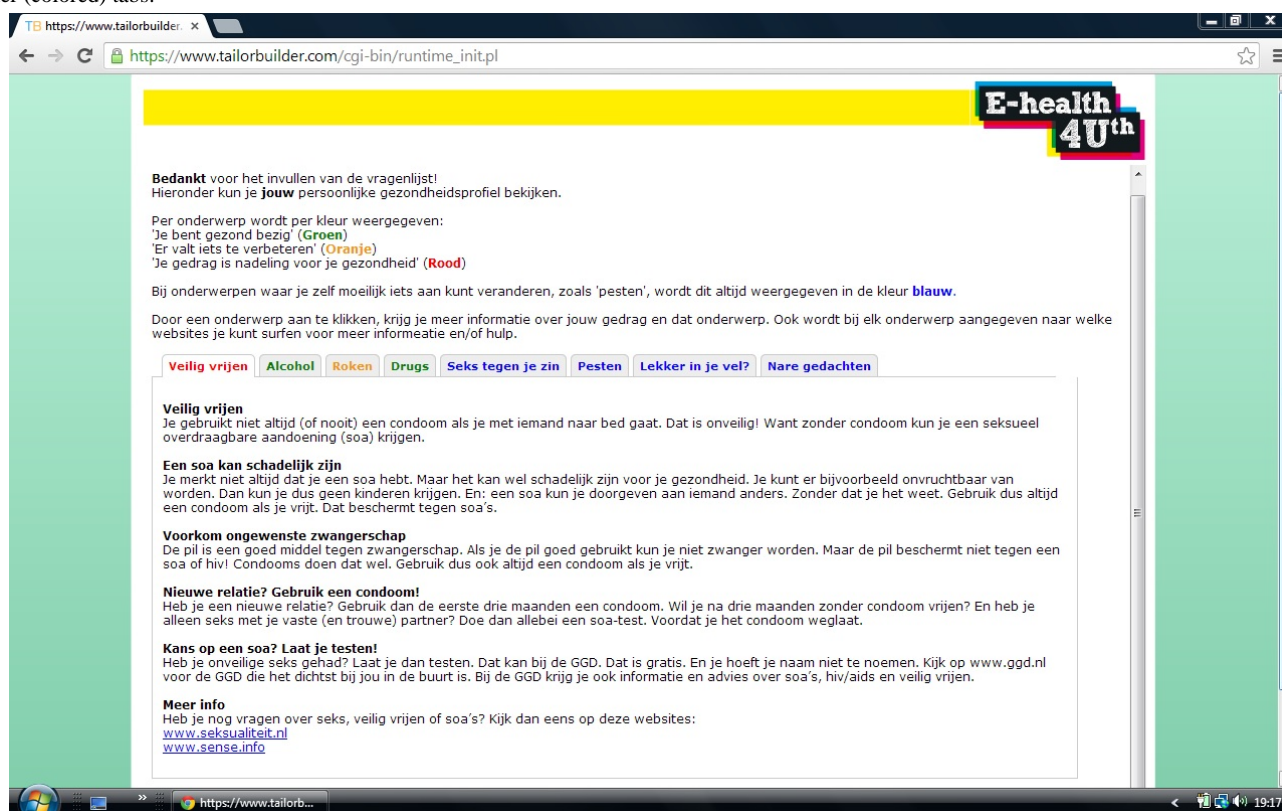 er (colored) tabs.
TB https://www.tailorbuilder. ×
https://www.tailorbuilder.com/cgi-bin/runtime_init.pl
E-health
4Uth
Bedankt voor het invullen van de vragenlijst!
Hieronder kun je jouw persoonlijke gezondheidsprofiel bekijken.
Per onderwerp wordt per kleur weergegeven:
'Je bent gezond bezig' (Groen)
'Er valt iets te verbeteren' (Oranje)
'Je gedrag is nadeling voor je gezondheid' (Rood)
Bij onderwerpen waar je zelf moeilijk iets aan kunt veranderen, zoals 'pesten', wordt dit altijd weergegeven in de kleur blauw.
Door een onderwerp aan te klikken, krijg je meer informatie over jouw gedrag en dat onderwerp. Ook wordt bij elk onderwerp aangegeven naar welke
websites je kunt surfen voor meer informeatie en/of hulp.
Veilig vrijen Alcohol Roken Drugs Seks tegen je zin Pesten Lekker in je vel? Nare gedachten
Veilig vrijen
Je gebruikt niet altijd (of nooit) een condoom als je met iemand naar bed gaat. Dat is onveilig! Want zonder condoom kun je een seksueel
overdraagbare aandoening (soa) krijgen.
Een soa kan schadelijk zijn
Je merkt niet altijd dat je een soa hebt. Maar het kan wel schadelijk zijn voor je gezondheid. Je kunt er bijvoorbeeld onvruchtbaar van
worden. Dan kun je dus geen kinderen krijgen. En: een soa kun je doorgeven aan iemand anders. Zonder dat je het weet. Gebruik dus altijd
een condoom als je vrijt. Dat beschermt tegen soa's.
Voorkom ongewenste zwangerschap
De pil is een goed middel tegen zwangerschap. Als je de pil goed gebruikt kun je niet zwanger worden. Maar de pil beschermt niet tegen een
soa of hiv! Condooms doen dat wel. Gebruik dus ook altijd een condoom als je vrijt.
Nieuwe relatie? Gebruik een condoom!
Heb je een nieuwe relatie? Gebruik dan de eerste drie maanden een condoom. Wil je na drie maanden zonder condoom vrijen? En heb je
alleen seks met je vaste (en trouwe) partner? Doe dan allebei een soa-test. Voordat je het condoom weglaat.
Kans op een soa? Laat je testen!
Heb je onveilige seks gehad? Laat je dan testen. Dat kan bij de GGD. Dat is gratis. En je hoeft je naam niet te noemen. Kijk op www.ggd.nl
voor de GGD die het dichtst bij jou in de buurt is. Bij de GGD krijg je ook informatie en advies over soa's, hiv/aids en veilig vrijen.
Meer info
Heb je nog vragen over seks, veilig vrijen of soa's? Kijk dan eens op deze websites:
www.seksualiteit.nl
www.sense.info
https://www.tailorb...
19:17